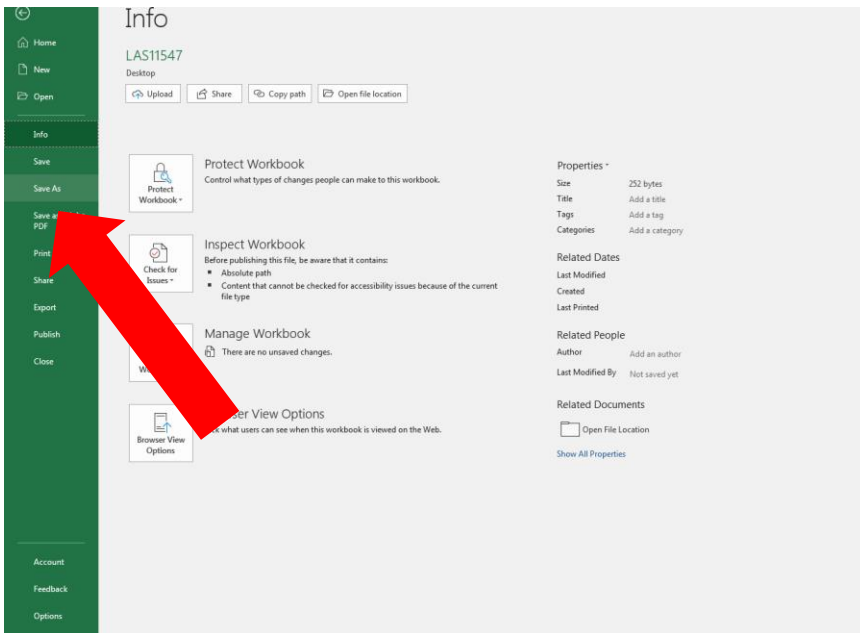 Info
Home
New
Open
Info
Save
Save As
Save a
PDF
Print
Share
Export
Publish
Close
Account
Feedback
Options
LAS11547
Desktop
Upload
Share
Copy path
Open file location
Protect
Workbook
Protect Workbook
Control what types of changes people can make to this workbook.
Check for
Issues
Inspect Workbook
Before publishing this file, be aware that it contains:
Absolute path
Content that cannot be checked for accessibility issues because of the current
file type
Manage Workbook
There are no unsaved changes.
Browser View
Options
er View Options
what users can see when this workbook is viewed on the Web.
Properties
Size 252 bytes
Title Add a title
Tags Add a tag
Categories Add a category
Related Dates
Last Modified
Created
Last Printed
Related People
Author Add an author
Last Modified By Not saved yet
Related Documents
Open File Location
Show All Properties